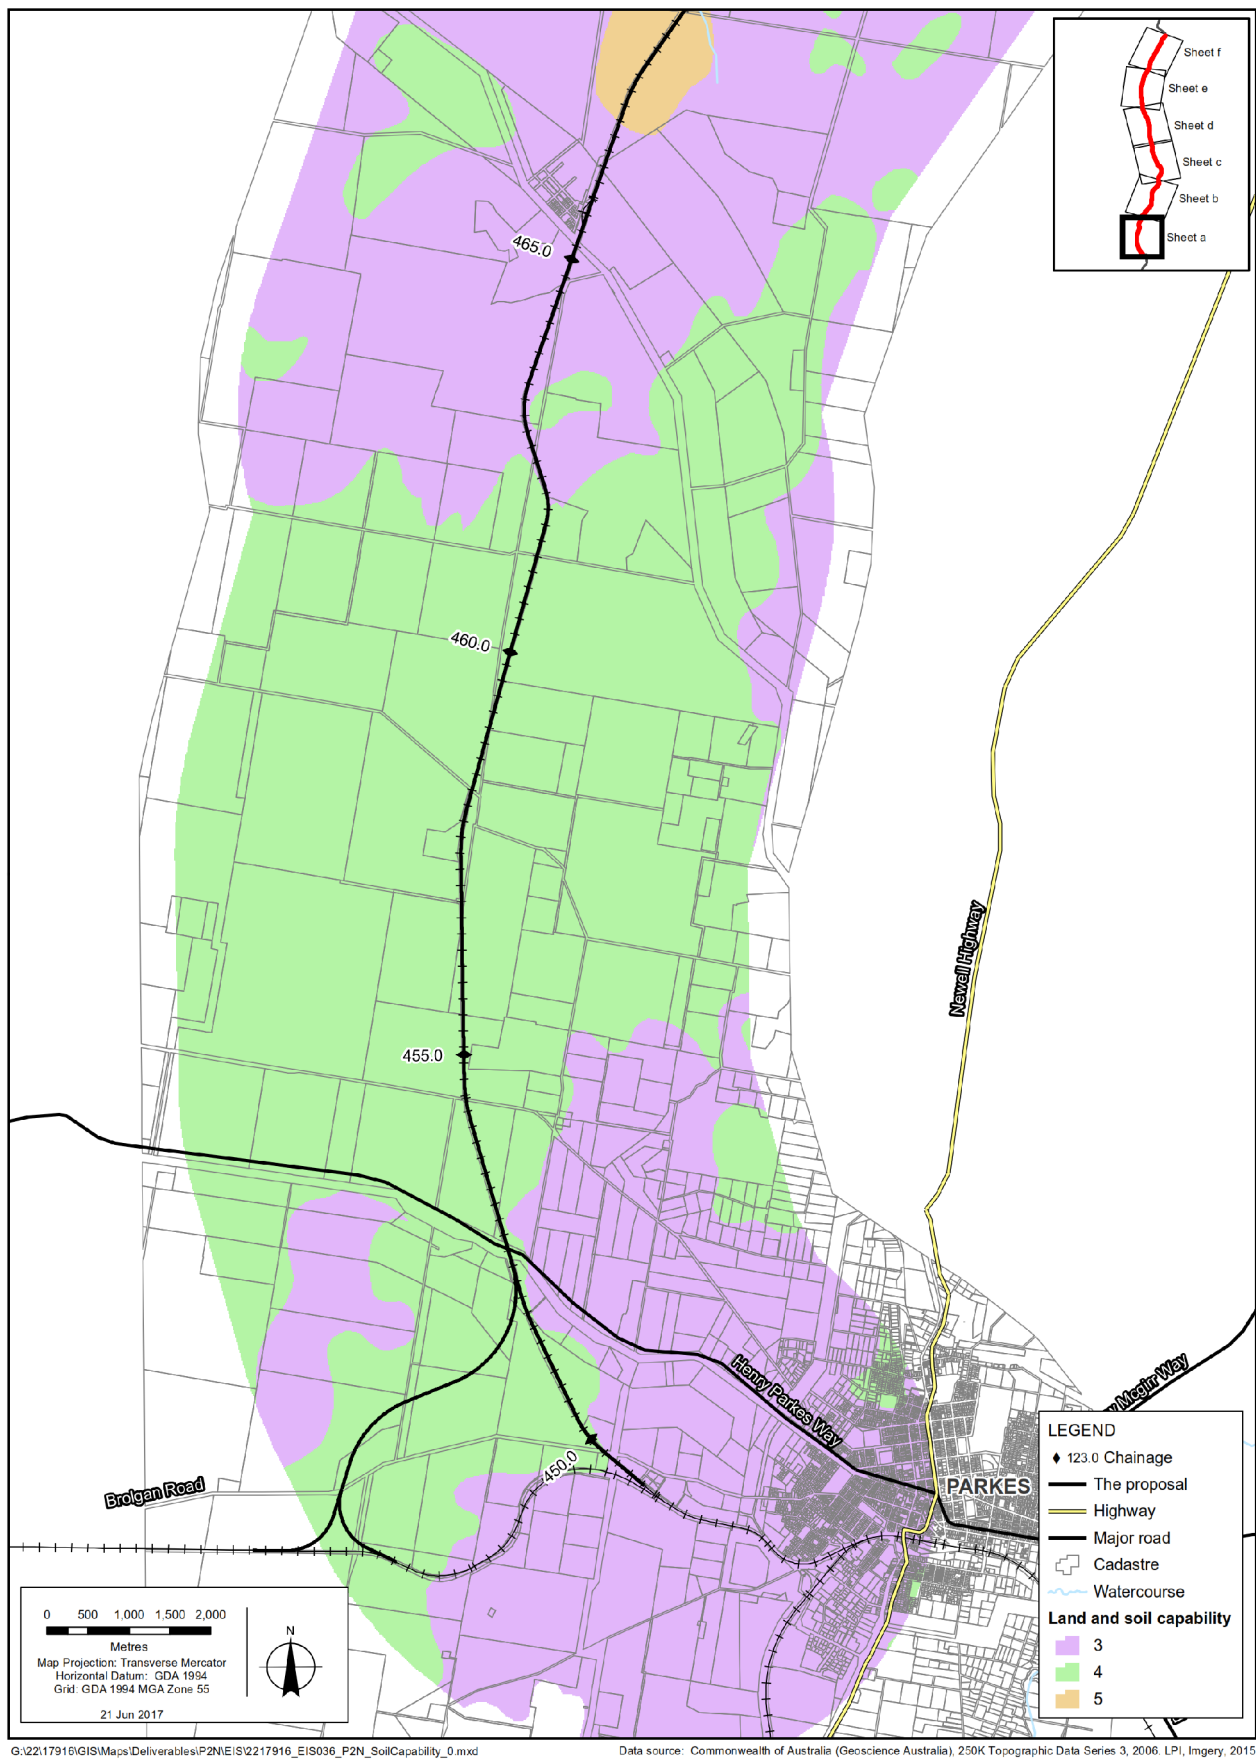 Sheet f
Sheet e
Sheet d
Sheet c
Sheet b
Sheet a
465.0
460.0
Newell Highway
455.0
Henry Parkes Way
y Mcgirr Way
450.0
Brolgan Road
PARKES
LEGEND
123.0 Chainage
The proposal
Highway
Major road
Cadastre
Watercourse
Land and soil capability
3
4
5
0 500 1,000 1,500 2,000
Metres
Map Projection: Transverse Mercator
Horizontal Datum: GDA 1994
Grid: GDA 1994 MGA Zone 55
N
21 Jun 2017
G:\22\17916\GIS\Maps\Deliverables\P2N\EIS\2217916_EIS036_P2N_SoilCapability_0.mxd
Data source: Commonwealth of Australia (Geoscience Australia), 250K Topographic Data Series 3, 2006. LPI, Imgery, 2015